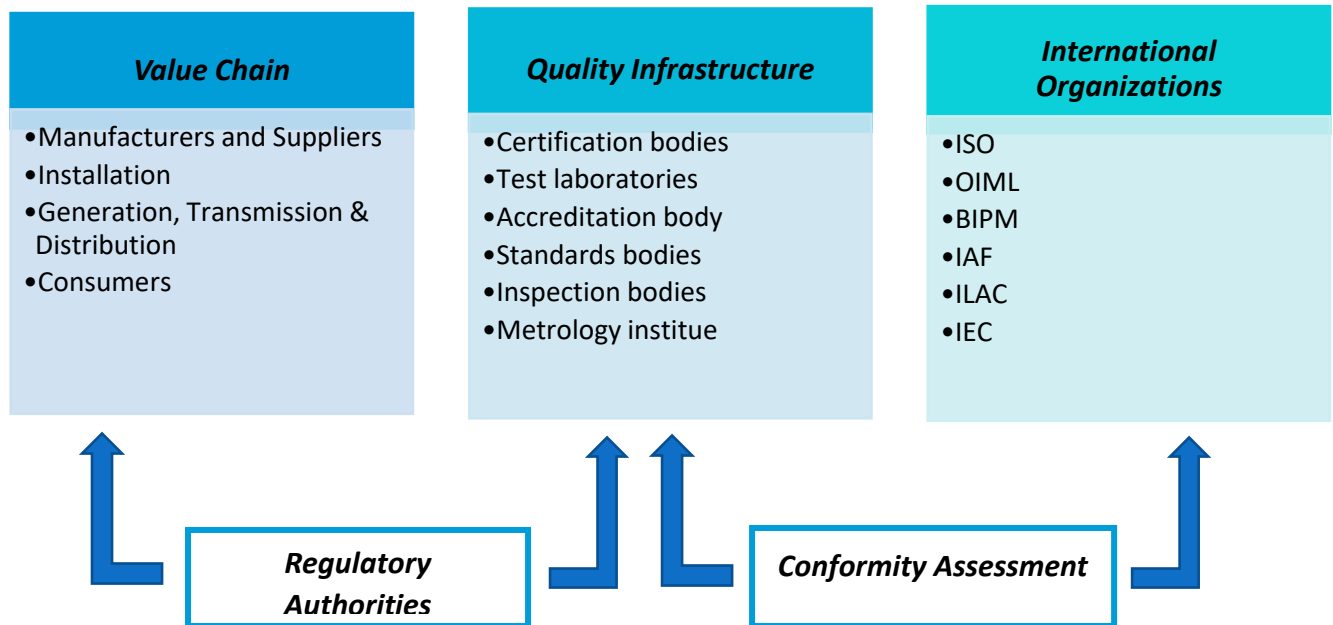 Value Chain
•Manufacturers and Suppliers
•Installation
•Generation, Transmission &
Distribution
•Consumers
Quality Infrastructure
•Certification bodies
•Test laboratories
•Accreditation body
•Standards bodies
•Inspection bodies
•Metrology institue
International
Organizations
•ISO
•OIML
•BIPM
•IAF
•ILAC
•IEC
Regulatory
Authorities
Conformity Assessment